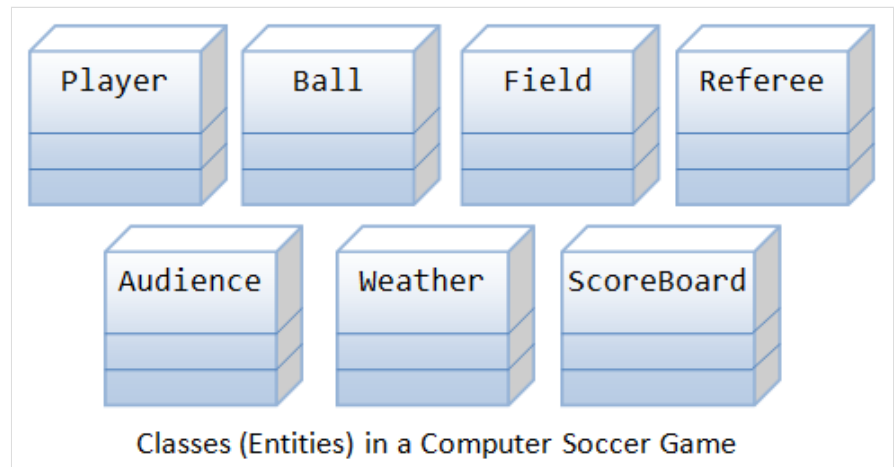 Player Ball Field Referee
Audience Weather ScoreBoard
Classes (Entities) in a Computer Soccer Game